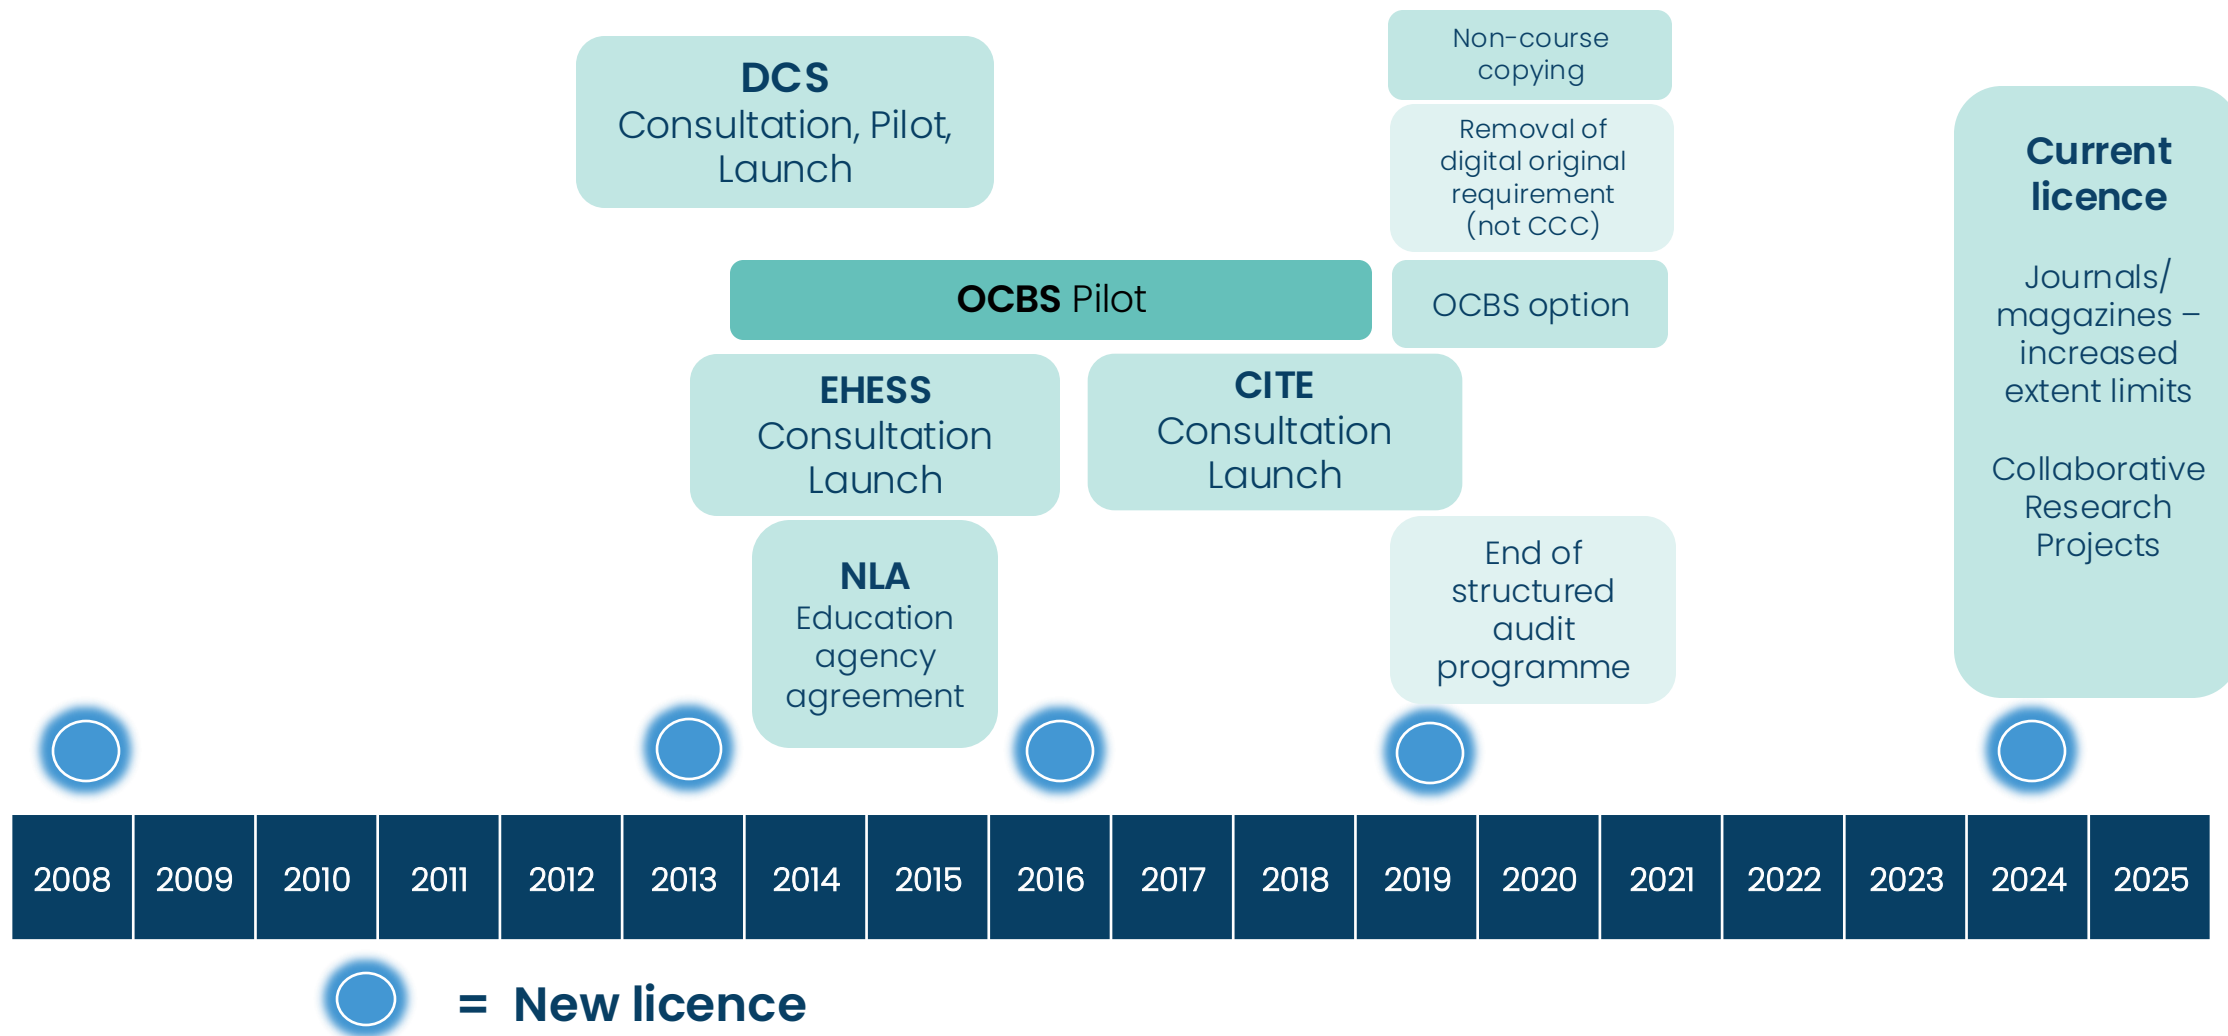 DCS
Consultation, Pilot,
Launch
Non-course
copying
Removal of
digital original
requirement
(not CCC)
OCBS Pilot
OCBS option
EHESS
Consultation
Launch
CITE
Consultation
Launch
NLA
Education
agency
agreement
End of
structured
audit
programme
Current
licence
Journals/
magazines –
increased
extent limits
Collaborative
Research
Projects
2008 2009 2010 2011 2012 2013 2014 2015 2016 2017 2018 2019 2020 2021 2022 2023 2024 2025
= New licence